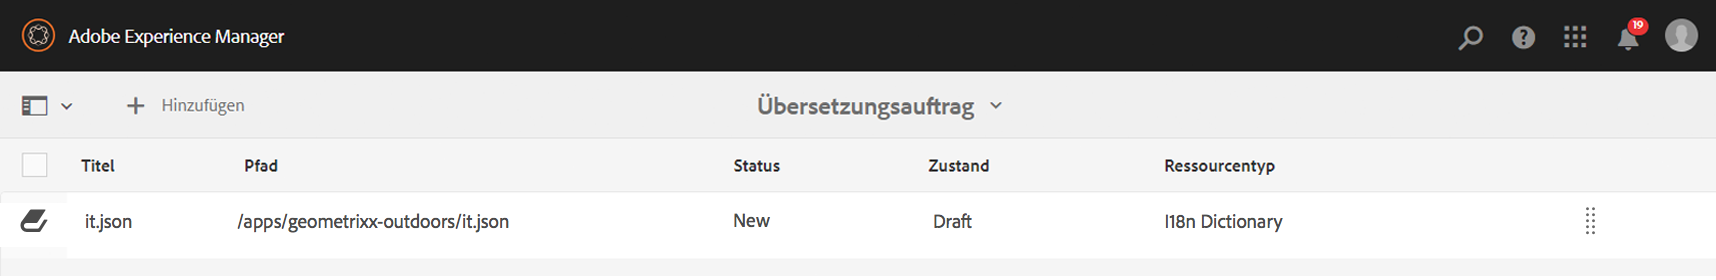 Adobe Experience Manager
19
Hinzufügen
Übersetzungsauftrag
Titel Pfad Status Zustand Ressourcentyp
it.json /apps/geometrixx-outdoors/it.json New Draft I18n Dictionary